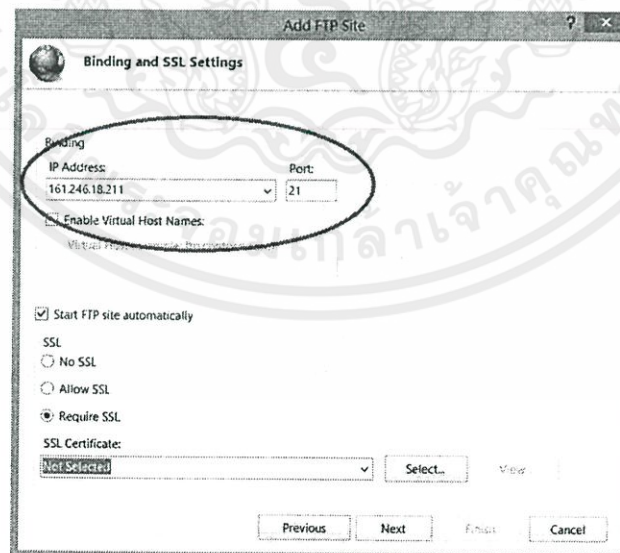 Add FTP Site
? ×
Binding and SSL Settings
Binding
IP Address: Port:
161.246.18.211 21
Enable Virtual Host Names:
Start FTP site automatically
SSL
No SSL
Allow SSL
Require SSL
SSL Certificate:
Not Selected Select... View
Previous Next Finish Cancel